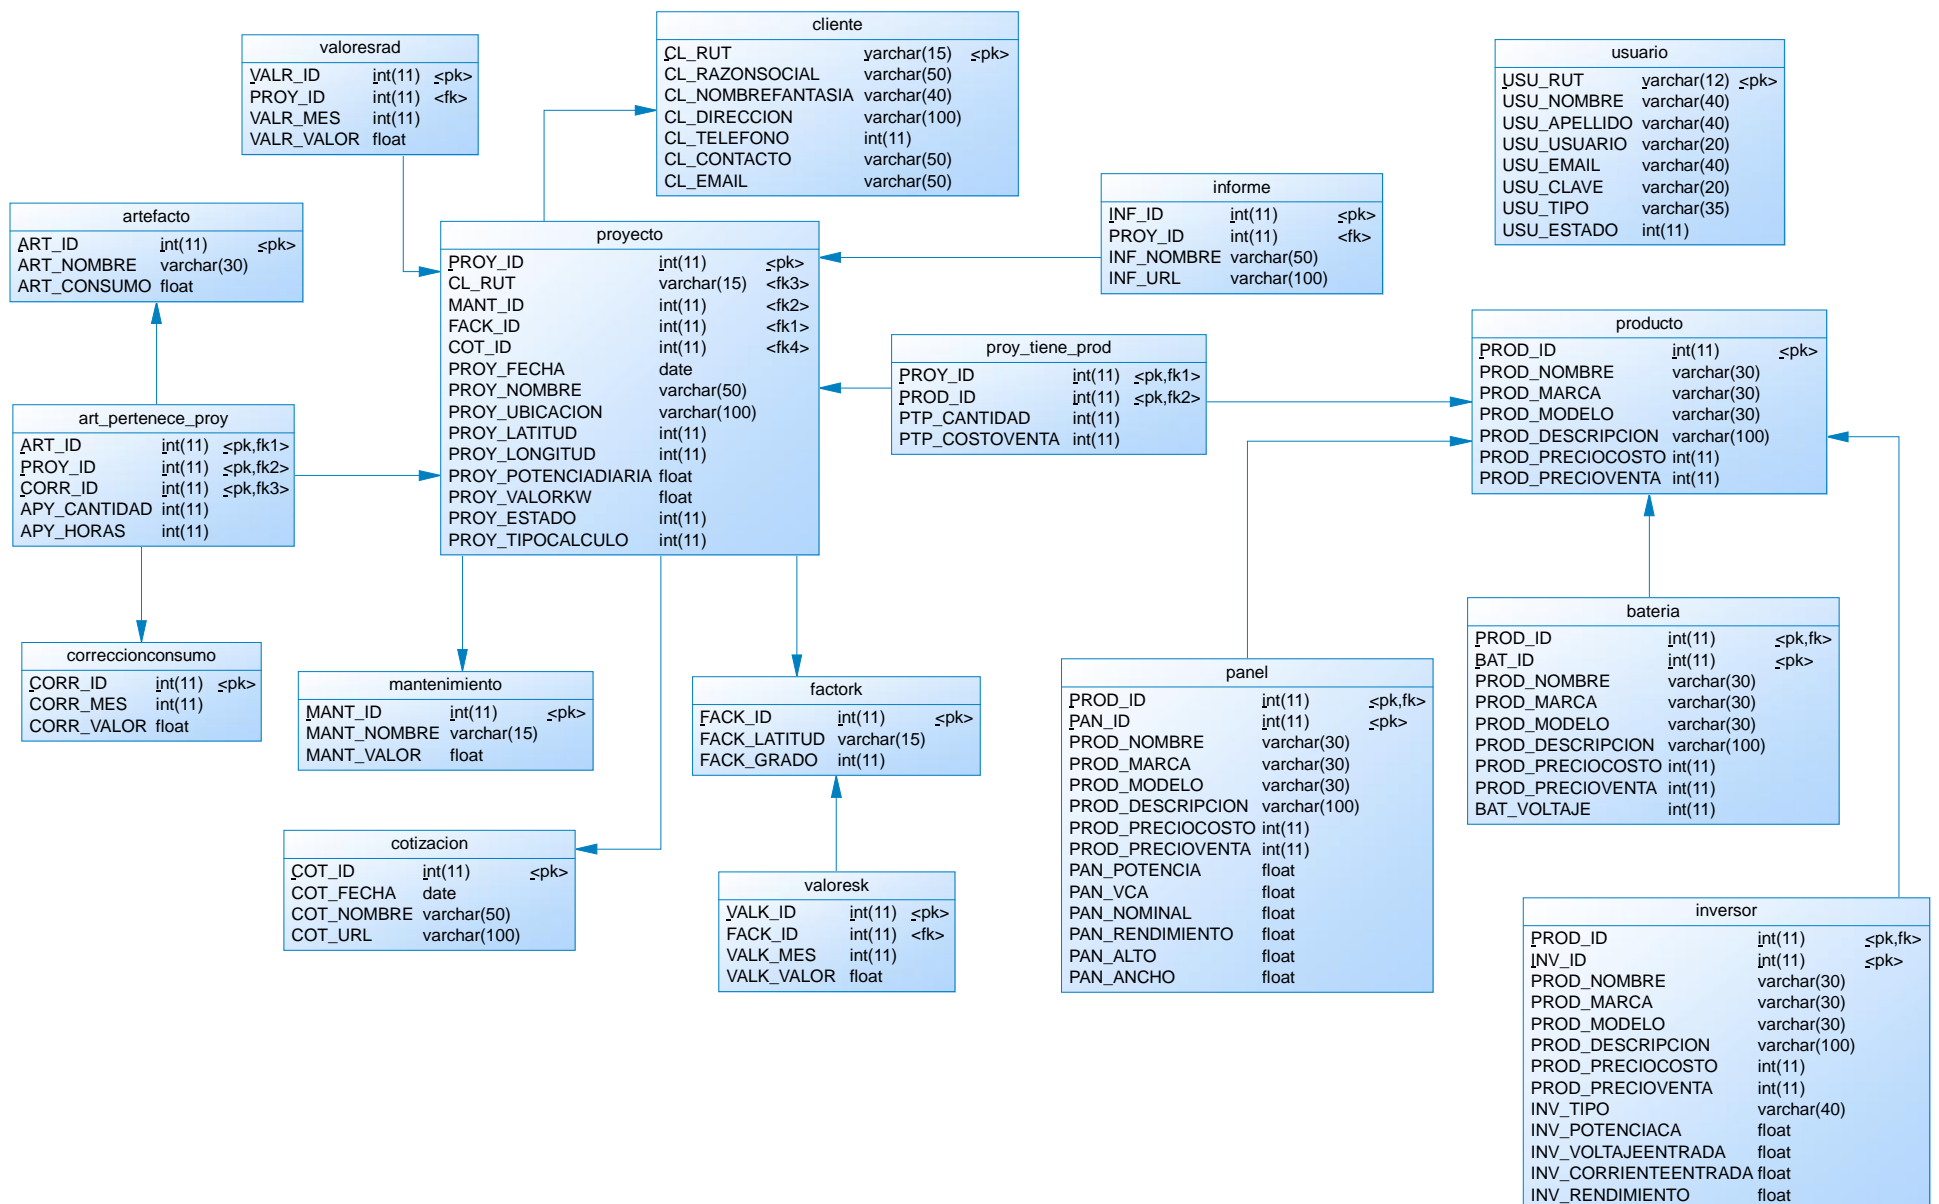 cliente
CL_RUT varchar(15) <pk>
CL_RAZONSOCIAL varchar(50)
CL_NOMBREFANTASIA varchar(40)
CL_DIRECCION varchar(100)
CL_TELEFONO int(11)
CL_CONTACTO varchar(50)
CL_EMAIL varchar(50)
valoresrad
VALR_ID int(11) <pk>
PROY_ID int(11) <fk>
VALR_MES int(11)
VALR_VALOR float
usuario
USU_RUT varchar(12) <pk>
USU_NOMBRE varchar(40)
USU_APELLIDO varchar(40)
USU_USUARIO varchar(20)
USU_EMAIL varchar(40)
USU_CLAVE varchar(20)
USU_TIPO varchar(35)
USU_ESTADO int(11)
informe
INF_ID int(11) <pk>
PROY_ID int(11) <fk>
INF_NOMBRE varchar(50)
INF_URL varchar(100)
artefacto
ART_ID int(11) <pk>
ART_NOMBRE varchar(30)
ART_CONSUMO float
proyecto
PROY_ID int(11) <pk>
CL_RUT varchar(15) <fk3>
MANT_ID int(11) <fk2>
FACK_ID int(11) <fk1>
COT_ID int(11) <fk4>
PROY_FECHA date
PROY_NOMBRE varchar(50)
PROY_UBICACION varchar(100)
PROY_LATITUD int(11)
PROY_LONGITUD int(11)
PROY_POTENCIADIARIA float
PROY_VALORKW float
PROY_ESTADO int(11)
PROY_TIPOCALCULO int(11)
proy_tiene_prod
PROY_ID int(11) <pk,fk1>
PROD_ID int(11) <pk,fk2>
PTP_CANTIDAD int(11)
PTP_COSTOVENTA int(11)
producto
PROD_ID int(11) <pk>
PROD_NOMBRE varchar(30)
PROD_MARCA varchar(30)
PROD_MODELO varchar(30)
PROD_DESCRIPCION varchar(100)
PROD_PRECIOCOSTO int(11)
PROD_PRECIOVENTA int(11)
art_pertenece_proy
ART_ID int(11) <pk,fk1>
PROY_ID int(11) <pk,fk2>
CORR_ID int(11) <pk,fk3>
APY_CANTIDAD int(11)
APY_HORAS int(11)
correccionconsumo
CORR_ID int(11) <pk>
CORR_MES int(11)
CORR_VALOR float
mantenimiento
MANT_ID int(11) <pk>
MANT_NOMBRE varchar(15)
MANT_VALOR float
factork
FACK_ID int(11) <pk>
FACK_LATITUD varchar(15)
FACK_GRADO int(11)
panel
PROD_ID int(11) <pk,fk>
PAN_ID int(11) <pk>
PROD_NOMBRE varchar(30)
PROD_MARCA varchar(30)
PROD_MODELO varchar(30)
PROD_DESCRIPCION varchar(100)
PROD_PRECIOCOSTO int(11)
PROD_PRECIOVENTA int(11)
PAN_POTENCIA float
PAN_VCA float
PAN_NOMINAL float
PAN_RENDIMIENTO float
PAN_ALTO float
PAN_ANCHO float
bateria
PROD_ID int(11) <pk,fk>
BAT_ID int(11) <pk>
PROD_NOMBRE varchar(30)
PROD_MARCA varchar(30)
PROD_MODELO varchar(30)
PROD_DESCRIPCION varchar(100)
PROD_PRECIOCOSTO int(11)
PROD_PRECIOVENTA int(11)
BAT_VOLTAJE int(11)
cotizacion
COT_ID int(11) <pk>
COT_FECHA date
COT_NOMBRE varchar(50)
COT_URL varchar(100)
valoresk
VALK_ID int(11) <pk>
FACK_ID int(11) <fk>
VALK_MES int(11)
VALK_VALOR float
inversor
PROD_ID int(11) <pk,fk>
INV_ID int(11) <pk>
PROD_NOMBRE varchar(30)
PROD_MARCA varchar(30)
PROD_MODELO varchar(30)
PROD_DESCRIPCION varchar(100)
PROD_PRECIOCOSTO int(11)
PROD_PRECIOVENTA int(11)
INV_TIPO varchar(40)
INV_POTENCIACA float
INV_VOLTAJEENTRADA float
INV_CORRIENTEENTRADA float
INV_RENDIMIENTO float